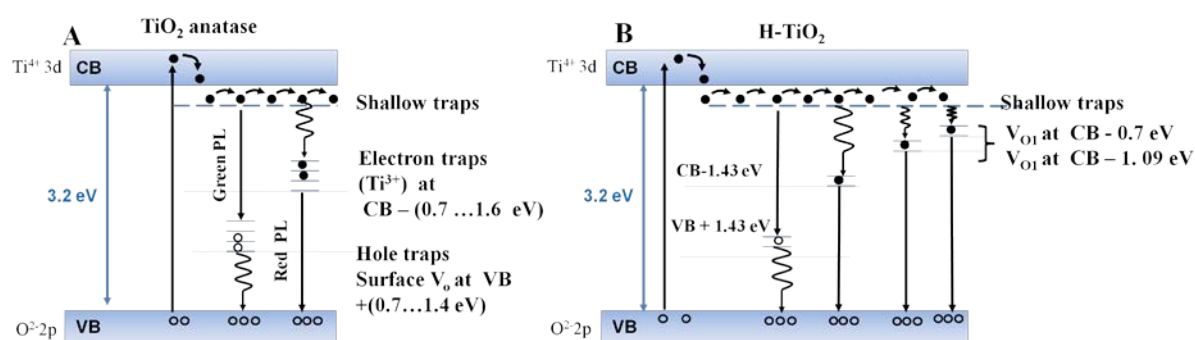 A
TiO₂ anatase
Ti⁴⁺ 3d
CB
Shallow traps
Green PL
Electron traps
(Ti³⁺) at
CB – (0.7 …1.6 eV)
3.2 eV
Red PL
Hole traps
Surface Vₒ at VB
+(0.7…1.4 eV)
O²⁻2p
VB
B
H-TiO₂
Ti⁴⁺ 3d
CB
Shallow traps
V_O1 at CB - 0.7 eV
V_O1 at CB – 1. 09 eV
CB-1.43 eV
3.2 eV
VB + 1.43 eV
O²⁻2p
VB